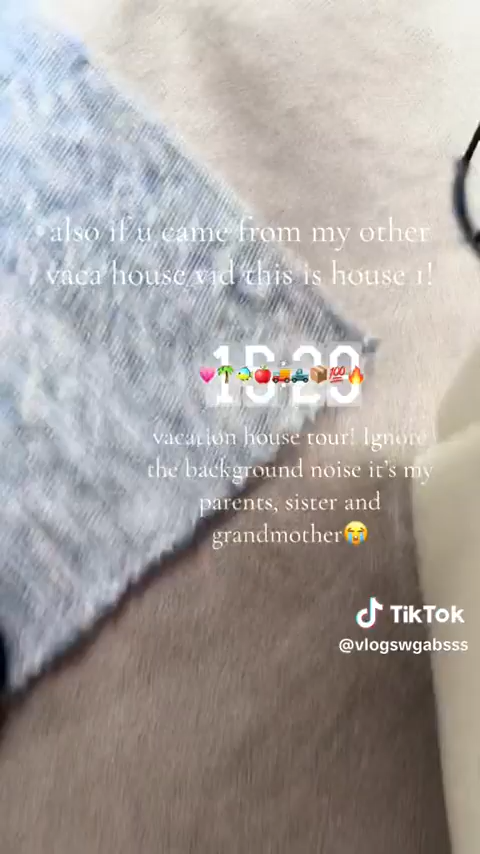 also if u came from my other
vaca house vid this is house 1!
15:29
💗🌴🐠🍎🚚🚙📦💯🔥
vacation house tour! Ignore
the background noise it's my
parents, sister and
grandmother😭
TikTok
@vlogswgabsss